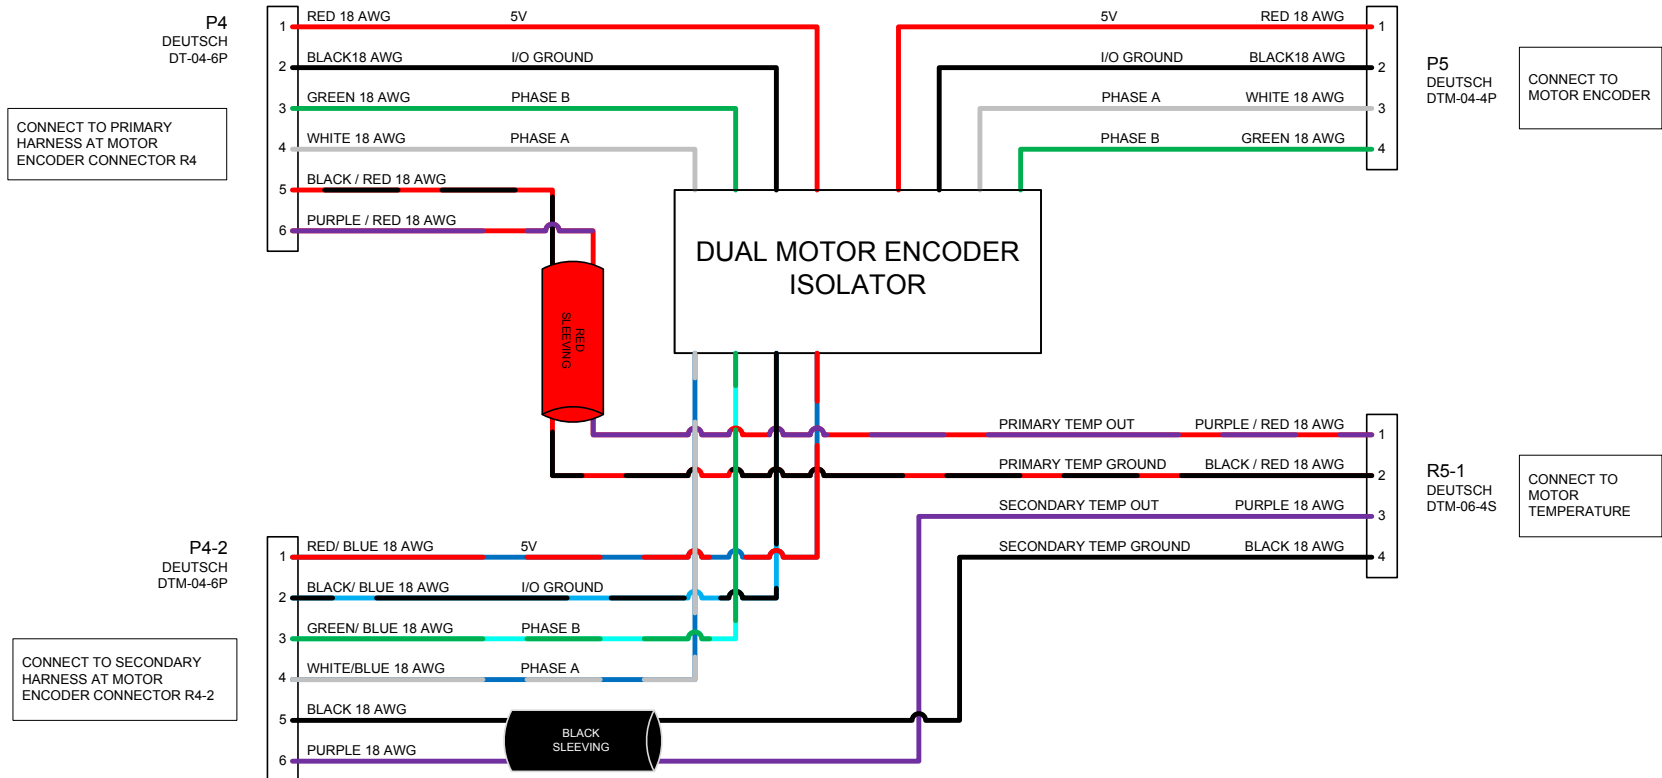 P4
DEUTSCH
DT-04-6P
CONNECT TO PRIMARY
HARNESS AT MOTOR
ENCODER CONNECTOR R4
1 RED 18 AWG 5V
2 BLACK18 AWG I/O GROUND
3 GREEN 18 AWG PHASE B
4 WHITE 18 AWG PHASE A
5 BLACK / RED 18 AWG
6 PURPLE / RED 18 AWG
5V RED 18 AWG 1
I/O GROUND BLACK18 AWG 2
PHASE A WHITE 18 AWG 3
PHASE B GREEN 18 AWG 4
P5
DEUTSCH
DTM-04-4P
CONNECT TO
MOTOR ENCODER
DUAL MOTOR ENCODER
ISOLATOR
RED
SLEEVING
PRIMARY TEMP OUT PURPLE / RED 18 AWG 1
PRIMARY TEMP GROUND BLACK / RED 18 AWG 2
SECONDARY TEMP OUT PURPLE 18 AWG 3
SECONDARY TEMP GROUND BLACK 18 AWG 4
R5-1
DEUTSCH
DTM-06-4S
CONNECT TO
MOTOR
TEMPERATURE
P4-2
DEUTSCH
DTM-04-6P
CONNECT TO SECONDARY
HARNESS AT MOTOR
ENCODER CONNECTOR R4-2
1 RED/ BLUE 18 AWG 5V
2 BLACK/ BLUE 18 AWG I/O GROUND
3 GREEN/ BLUE 18 AWG PHASE B
4 WHITE/BLUE 18 AWG PHASE A
5 BLACK 18 AWG
6 PURPLE 18 AWG
BLACK
SLEEVING